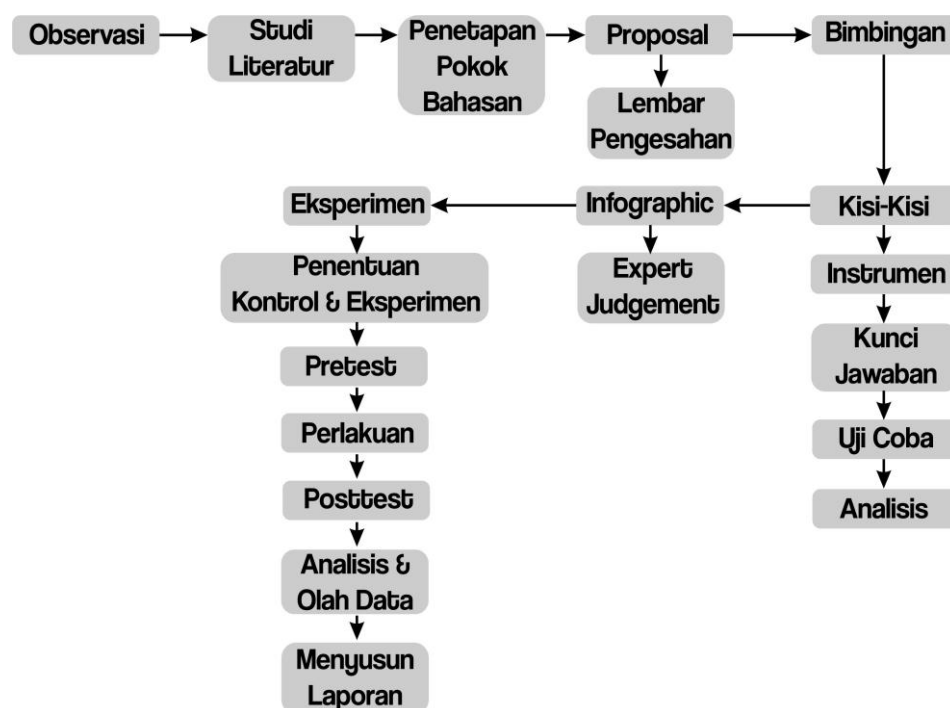 Observasi
Studi
Literatur
Penetapan
Pokok
Bahasan
Proposal
Bimbingan
Lembar
Pengesahan
Eksperimen
Infographic
Kisi-Kisi
Penentuan
Kontrol & Eksperimen
Expert
Judgement
Instrumen
Kunci
Jawaban
Pretest
Perlakuan
Uji Coba
Posttest
Analisis
Analisis &
Olah Data
Menyusun
Laporan